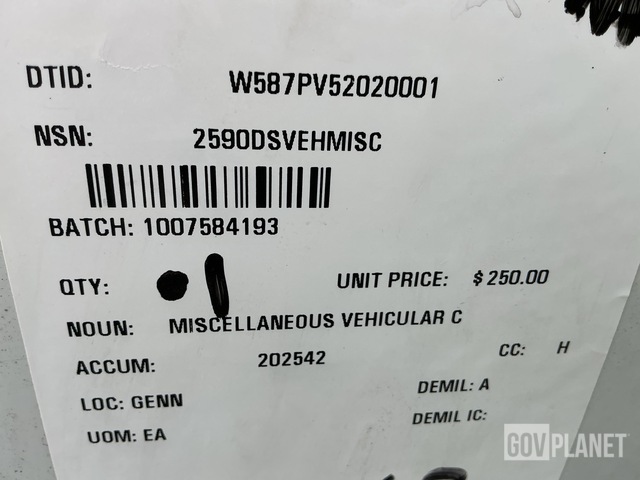 DTID: W587PV52020001
NSN: 2590DSVEHMISC
BATCH: 1007584193
QTY: 1 UNIT PRICE: $250.00
NOUN: MISCELLANEOUS VEHICULAR C
ACCUM: 202542 CC: H
LOC: GENN DEMIL: A
UOM: EA DEMIL IC:
GOVPLANET